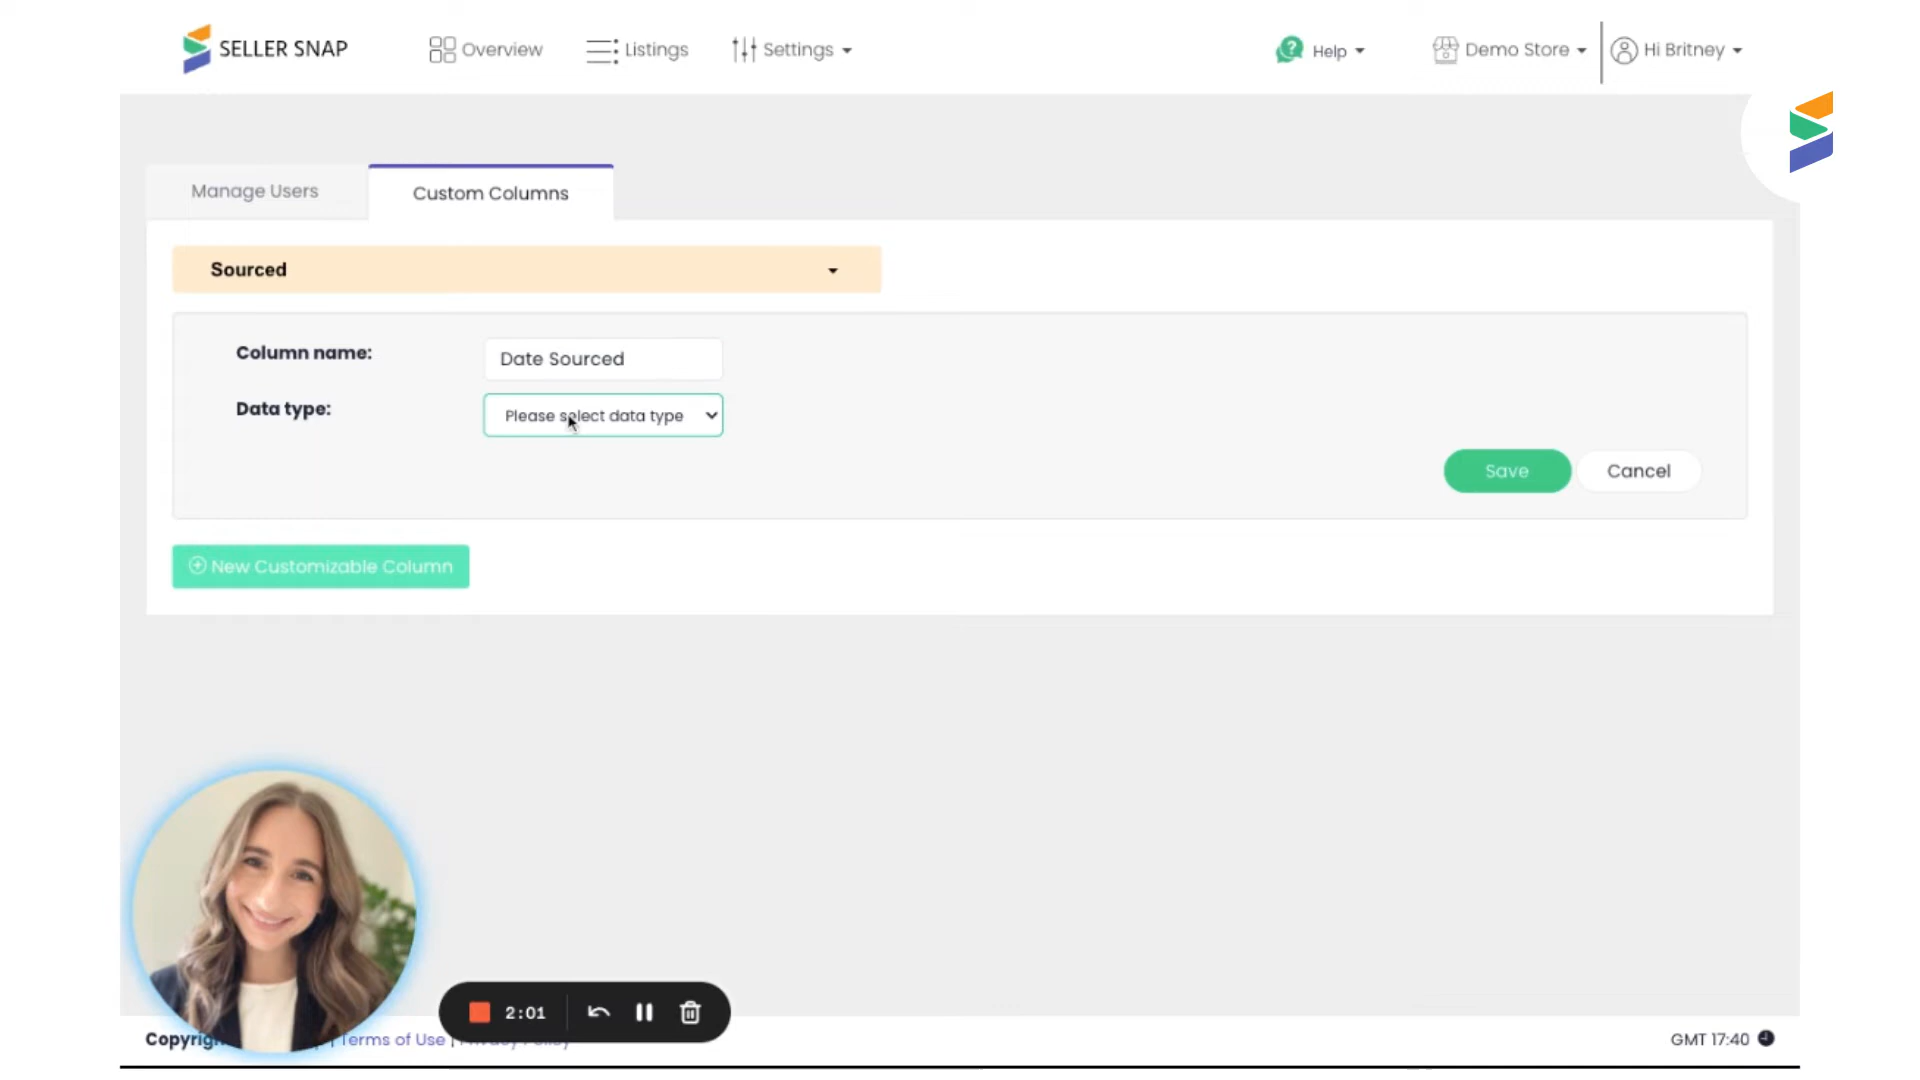 SELLER SNAP
Overview
Listings
Settings
Help
Demo Store
Hi Britney
Manage Users
Custom Columns
Sourced
Column name:
Date Sourced
Data type:
Please select data type
Save
Cancel
New Customizable Column
2:01
Terms of Use |
GMT 17:40